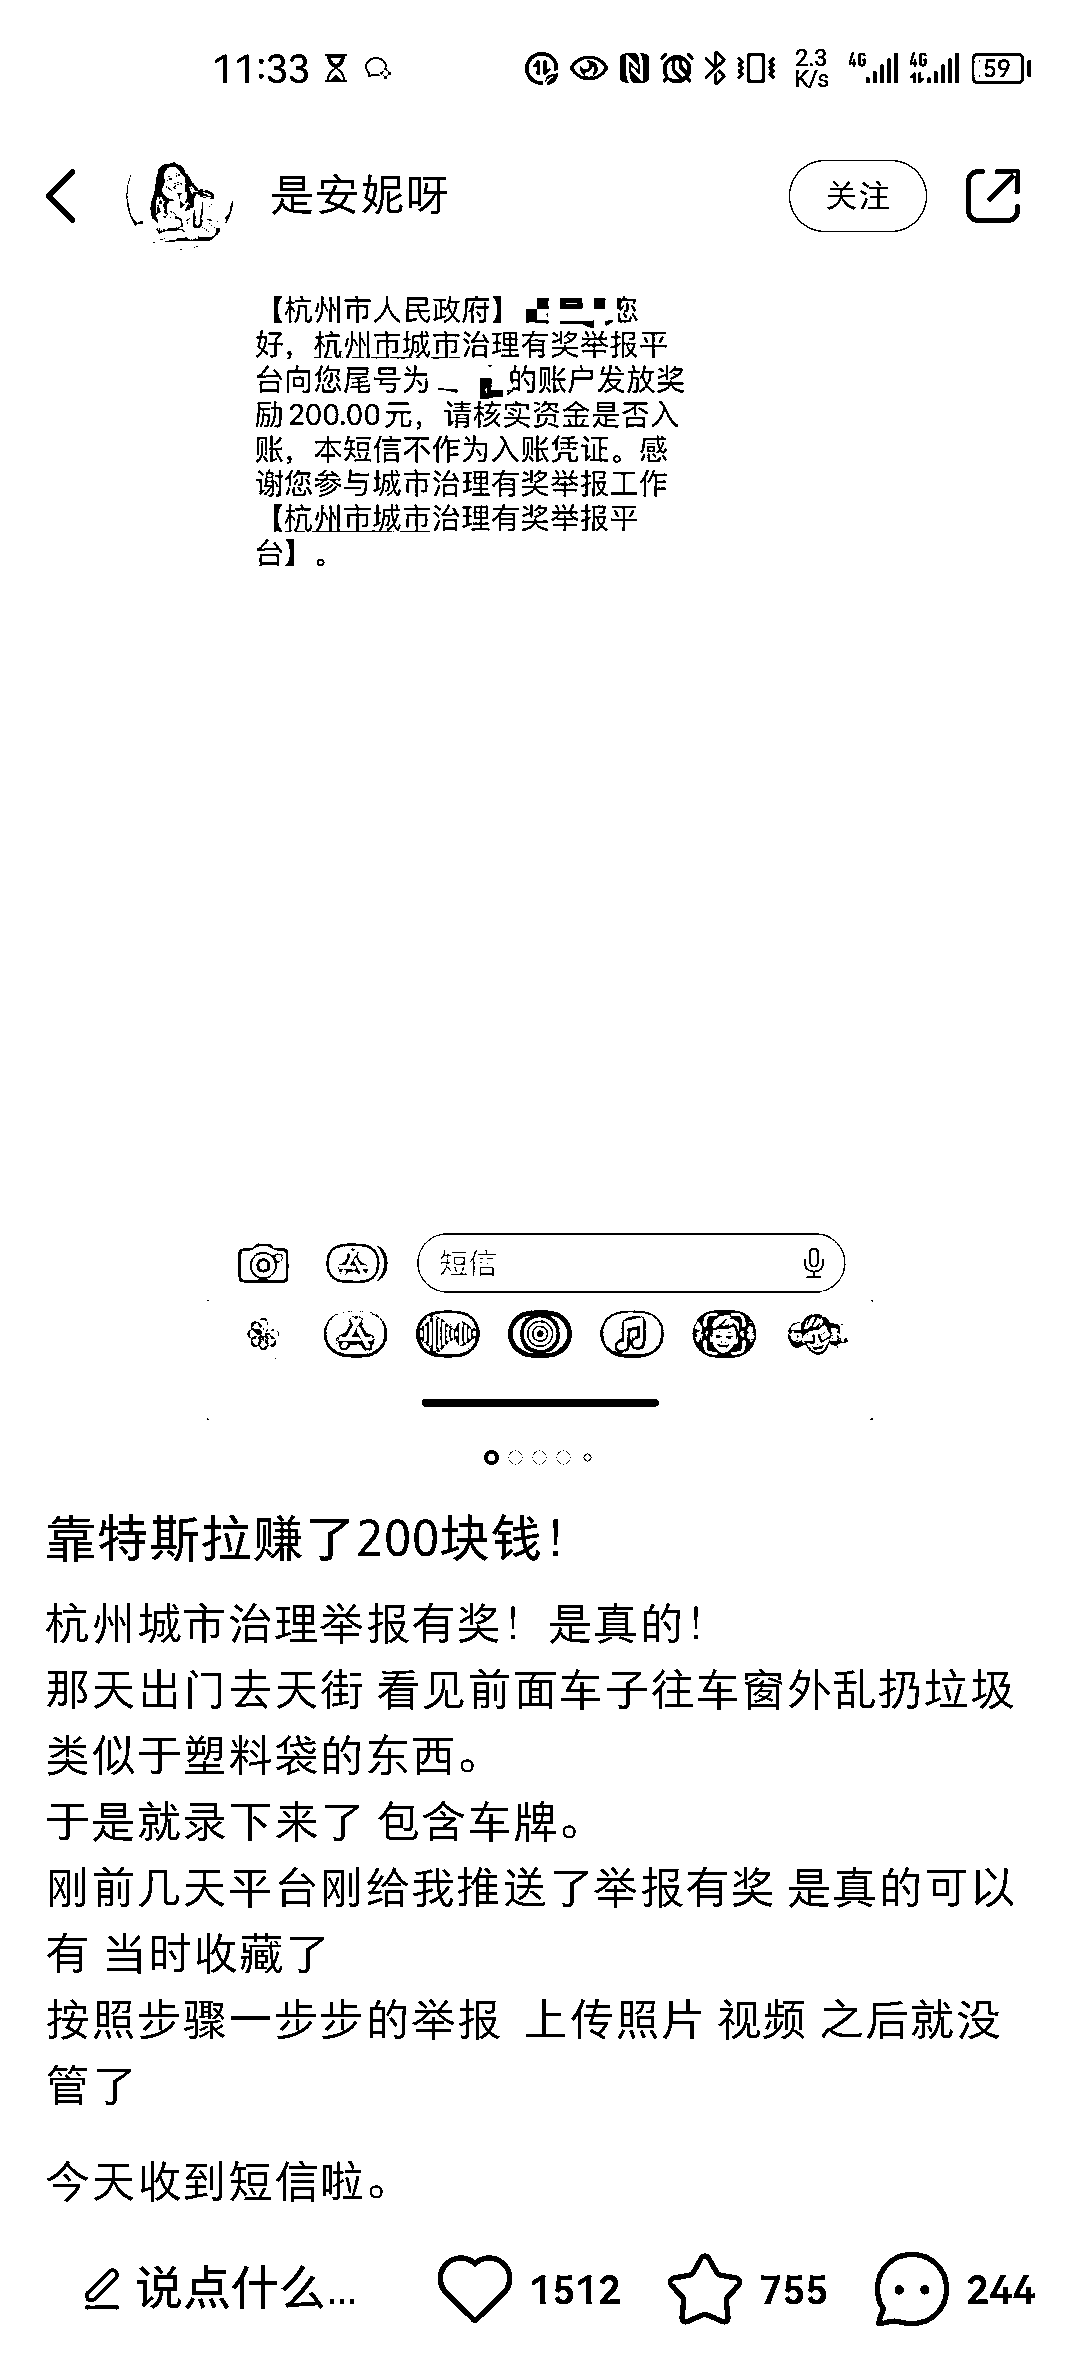 11:33 2.3 K/s 4G 4G 59
是安妮呀 关注
【杭州市人民政府】 您
好，杭州市城市治理有奖举报平
台向您尾号为 的账户发放奖
励200.00元，请核实资金是否入
账，本短信不作为入账凭证。感
谢您参与城市治理有奖举报工作
【杭州市城市治理有奖举报平
台】。
短信
靠特斯拉赚了200块钱！
杭州城市治理举报有奖！是真的！
那天出门去天街 看见前面车子往车窗外乱扔垃圾
类似于塑料袋的东西。
于是就录下来了 包含车牌。
刚前几天平台刚给我推送了举报有奖 是真的可以
有 当时收藏了
按照步骤一步步的举报 上传照片 视频 之后就没
管了
今天收到短信啦。
说点什么... 1512 755 244